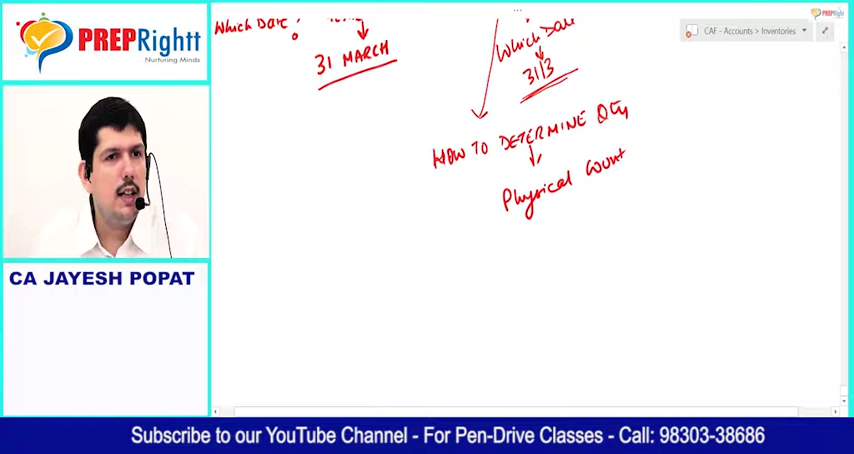 PREPRightt
Nurturing Minds
CA JAYESH POPAT
Which Date?
31 MARCH
Which Date
31/3
HOW TO DETERMINE Qty
Physical Count
CAF - Accounts > Inventories
PREPRightt
Subscribe to our YouTube Channel - For Pen-Drive Classes - Call: 98303-38686